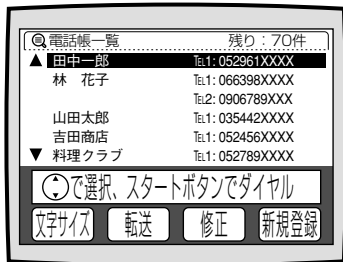 電話帳一覧 残り：70件
▲ 田中一郎 TEL1: 052961XXXX
林 花子 TEL1: 066398XXXX
TEL2: 0906789XXX
山田太郎 TEL1: 035442XXXX
吉田商店 TEL1: 052456XXXX
▼ 料理クラブ TEL1: 052789XXXX
で選択、スタートボタンでダイヤル
文字サイズ 転送 修正 新規登録